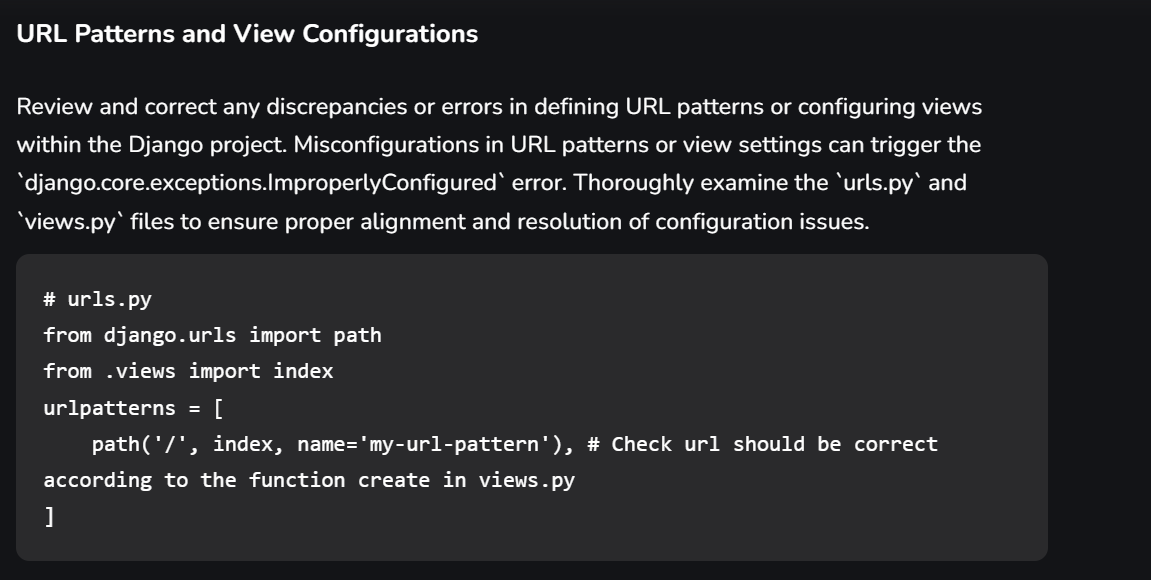 URL Patterns and View Configurations
Review and correct any discrepancies or errors in defining URL patterns or configuring views
within the Django project. Misconfigurations in URL patterns or view settings can trigger the
`django.core.exceptions.ImproperlyConfigured` error. Thoroughly examine the `urls.py` and
`views.py` files to ensure proper alignment and resolution of configuration issues.
# urls.py
from django.urls import path
from .views import index
urlpatterns = [
    path('/', index, name='my-url-pattern'), # Check url should be correct
according to the function create in views.py
]